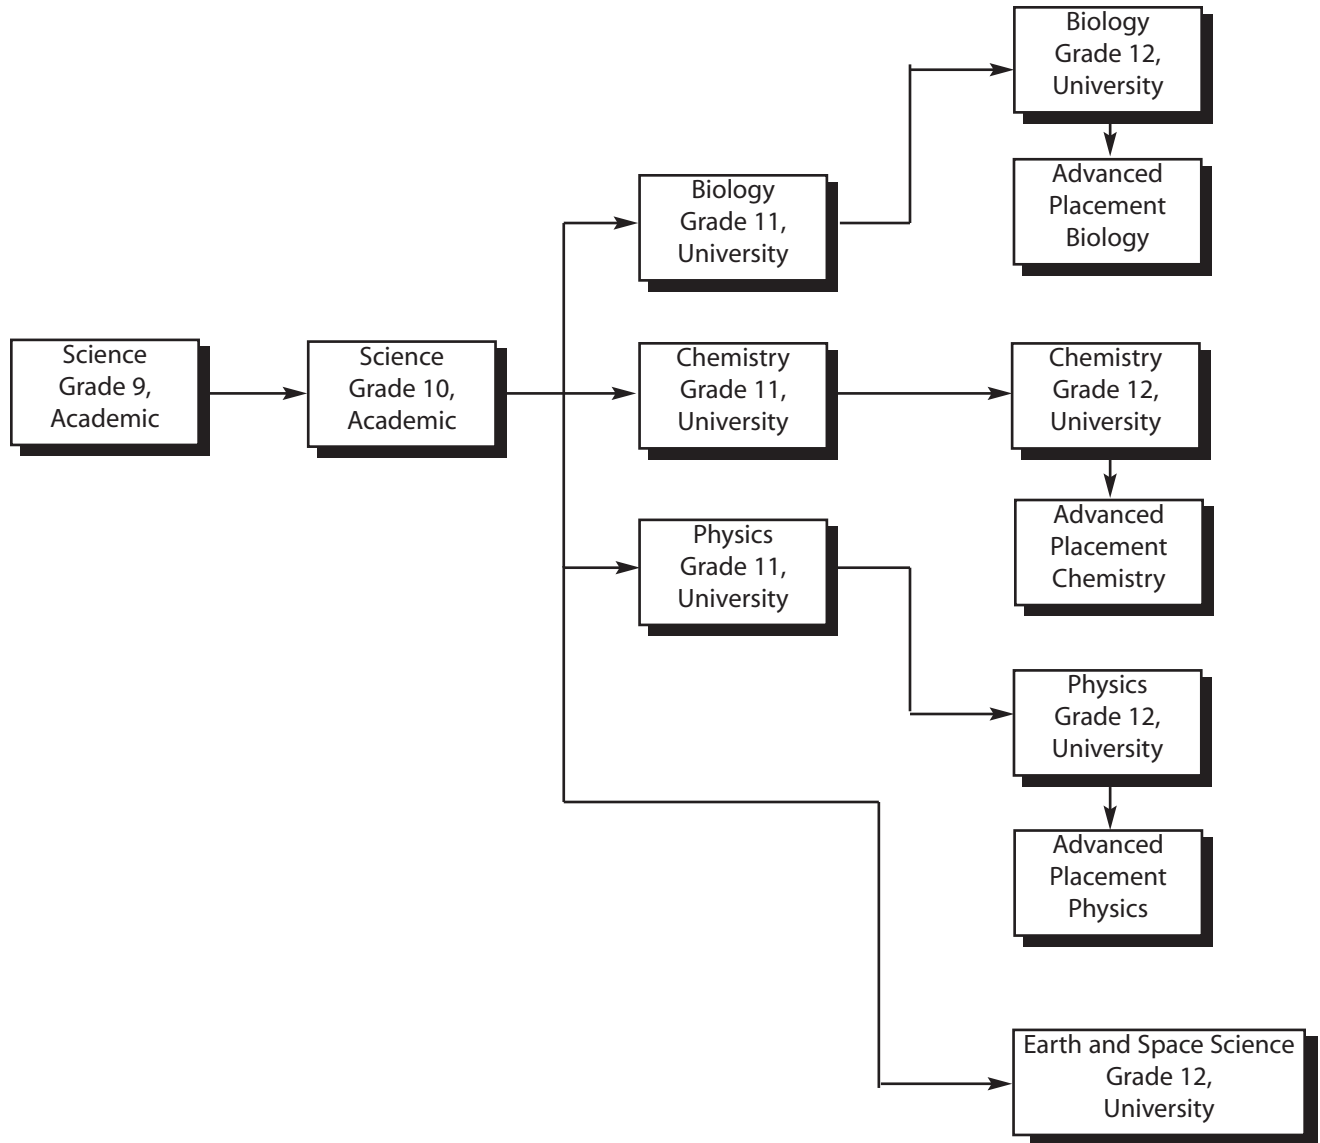 Biology
Grade 12,
University
Advanced
Placement
Biology
Biology
Grade 11,
University
Science
Grade 9,
Academic
Science
Grade 10,
Academic
Chemistry
Grade 11,
University
Chemistry
Grade 12,
University
Advanced
Placement
Chemistry
Physics
Grade 11,
University
Physics
Grade 12,
University
Advanced
Placement
Physics
Earth and Space Science
Grade 12,
University